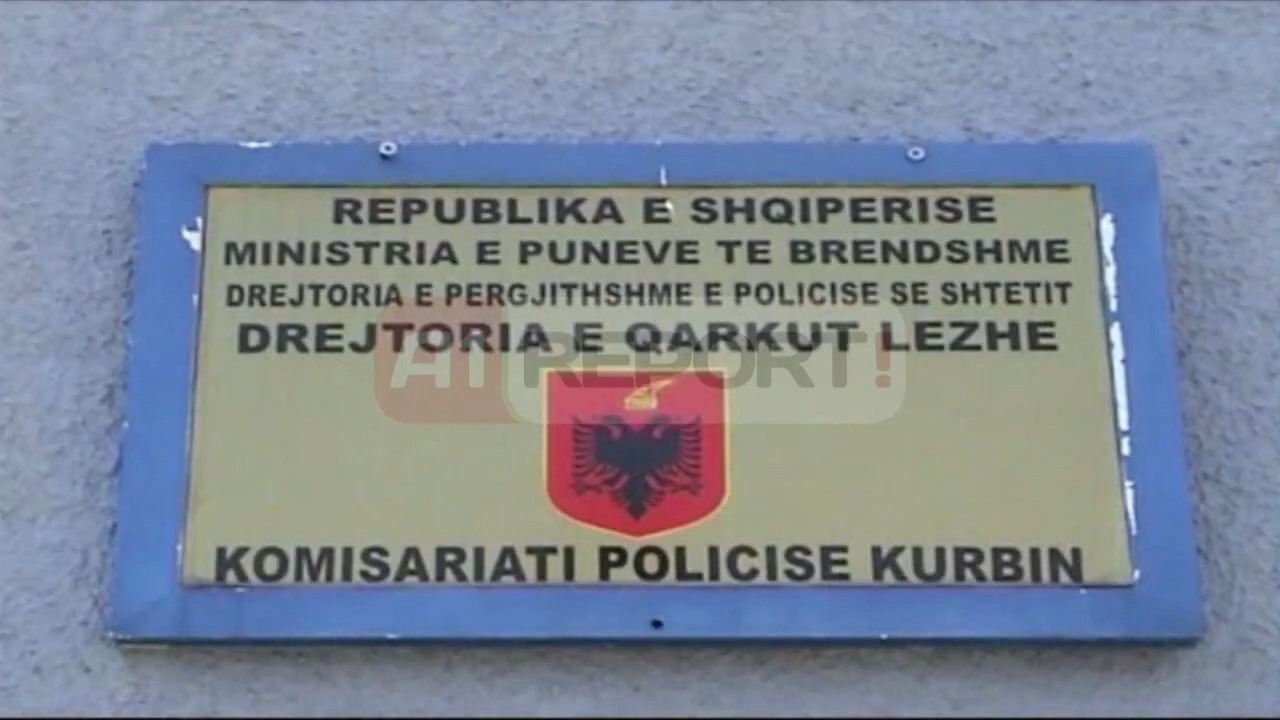 REPUBLIKA E SHQIPERISE
MINISTRIA E PUNEVE TE BRENDSHME
DREJTORIA E PERGJITHSHME E POLICISE SE SHTETIT
DREJTORIA E QARKUT LEZHE
A1 REPORT!
KOMISARIATI POLICISE KURBIN